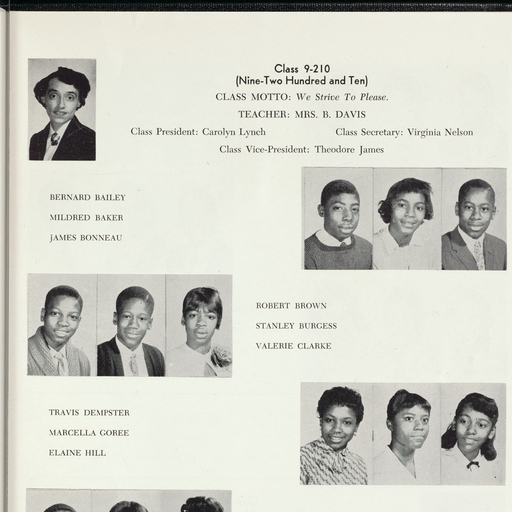 Class 9-210
(Nine-Two Hundred and Ten)
CLASS MOTTO: We Strive To Please.
TEACHER: MRS. B. DAVIS
Class President: Carolyn Lynch Class Secretary: Virginia Nelson
Class Vice-President: Theodore James
BERNARD BAILEY
MILDRED BAKER
JAMES BONNEAU
ROBERT BROWN
STANLEY BURGESS
VALERIE CLARKE
TRAVIS DEMPSTER
MARCELLA GOREE
ELAINE HILL